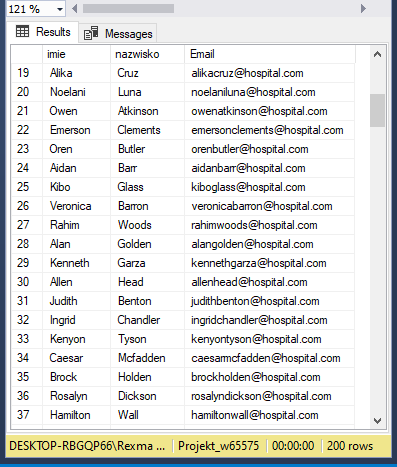 121 %
Results Messages
imie nazwisko Email
19 Alika Cruz alikacruz@hospital.com
20 Noelani Luna noelaniluna@hospital.com
21 Owen Atkinson owenatkinson@hospital.com
22 Emerson Clements emersonclements@hospital.com
23 Oren Butler orenbutler@hospital.com
24 Aidan Barr aidanbarr@hospital.com
25 Kibo Glass kiboglass@hospital.com
26 Veronica Barron veronicabarron@hospital.com
27 Rahim Woods rahimwoods@hospital.com
28 Alan Golden alangolden@hospital.com
29 Kenneth Garza kennethgarza@hospital.com
30 Allen Head allenhead@hospital.com
31 Judith Benton judithbenton@hospital.com
32 Ingrid Chandler ingridchandler@hospital.com
33 Kenyon Tyson kenyontyson@hospital.com
34 Caesar Mcfadden caesarmcfadden@hospital.com
35 Brock Holden brockholden@hospital.com
36 Rosalyn Dickson rosalyndickson@hospital.com
37 Hamilton Wall hamiltonwall@hospital.com
DESKTOP-RBGQP66\Rexma ... Projekt_w65575 00:00:00 200 rows